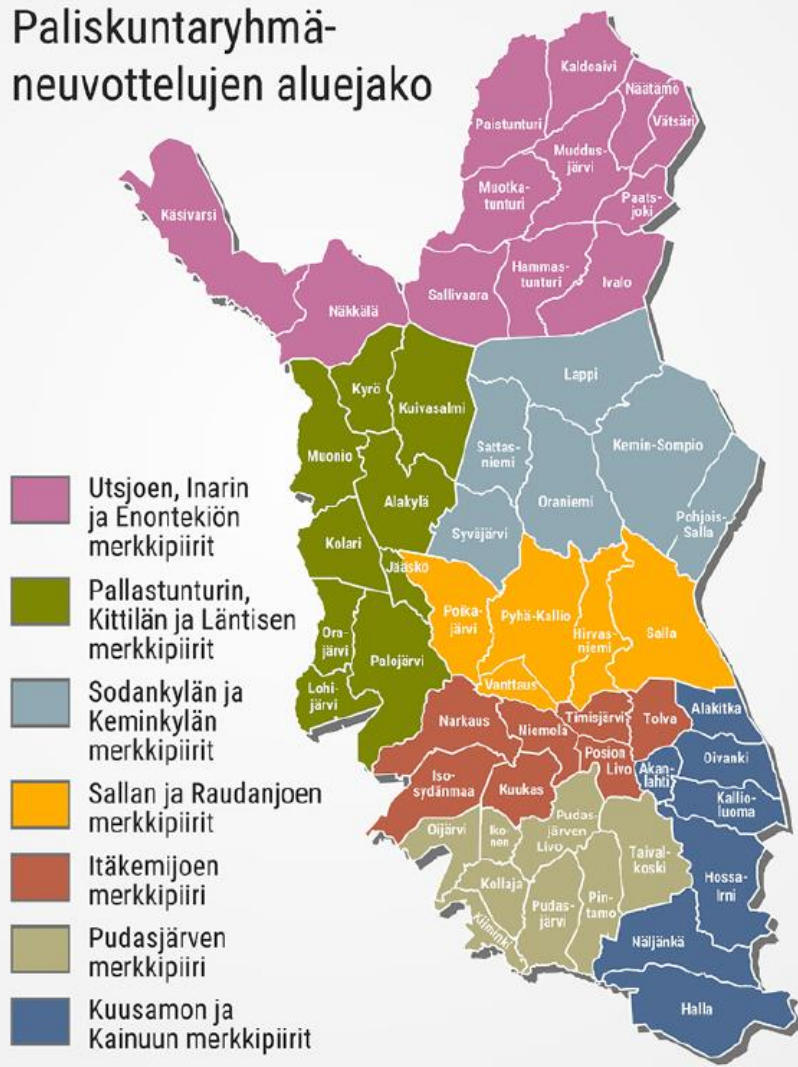 Paliskuntaryhmä-
neuvottelujen aluejako
Kaldoaivi
Näätämö
Vätsäri
Paistunturi
Muddus-
järvi
Muotka-
tunturi
Paats-
joki
Käsivarsi
Hammas-
tunturi
Ivalo
Sallivaara
Näkkälä
Lappi
Kyrö
Kuivasalmi
Kemin-Sompio
Sattas-
niemi
Muonio
Alakylä
Oraniemi
Pohjois-
Salla
Syväjärvi
Kolari
Jääskö
Poika-
järvi
Pyhä-Kallio
Hirvas-
niemi
Salla
Ora-
järvi
Palojärvi
Vanttaus
Lohi-
järvi
Narkaus
Niemelä
Timisjärvi
Tolva
Alakitka
Posion
Livo
Akan-
lahti
Oivanki
Iso-
sydänmaa
Kuukas
Kallio-
luoma
Oijärvi
Iko-
nen
Pudas-
järven
Livo
Taival-
koski
Hossa-
Irni
Kollaja
Pudas-
järvi
Pin-
tamo
Kiiminki
Näljänkä
Halla
Utsjoen, Inarin
ja Enontekiön
merkkipiirit
Pallastunturin,
Kittilän ja Läntisen
merkkipiirit
Sodankylän ja
Keminkylän
merkkipiirit
Sallan ja Raudanjoen
merkkipiirit
Itäkemijoen
merkkipiiri
Pudasjärven
merkkipiiri
Kuusamon ja
Kainuun merkkipiirit